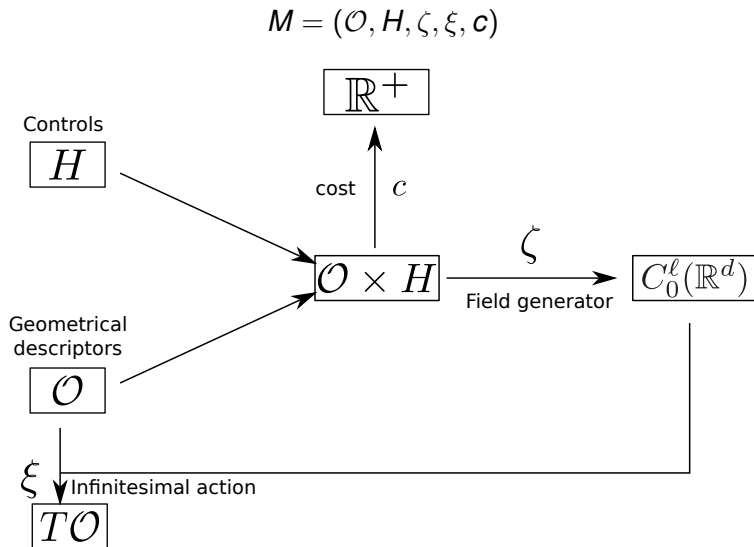 M = (𝒪, H, ζ, ξ, c)
ℝ⁺
Controls
H
cost c
ζ
𝒪 × H
C₀^ℓ(ℝ^d)
Field generator
Geometrical
descriptors
𝒪
ξ
Infinitesimal action
T𝒪